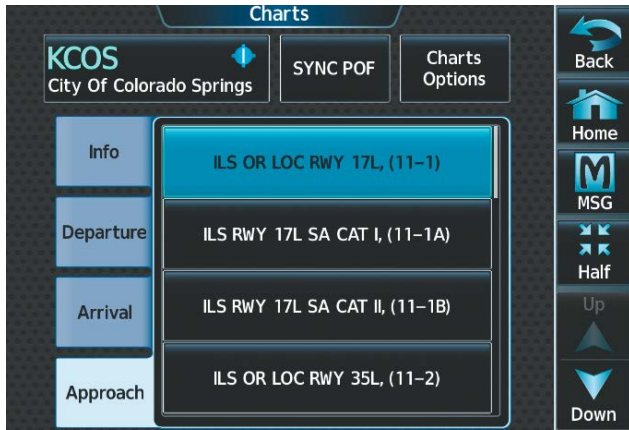 Charts
KCOS
City Of Colorado Springs
SYNC POF
Charts
Options
Back
Home
MSG
Half
Up
Down
Info
Departure
Arrival
Approach
ILS OR LOC RWY 17L, (11–1)
ILS RWY 17L SA CAT I, (11–1A)
ILS RWY 17L SA CAT II, (11–1B)
ILS OR LOC RWY 35L, (11–2)